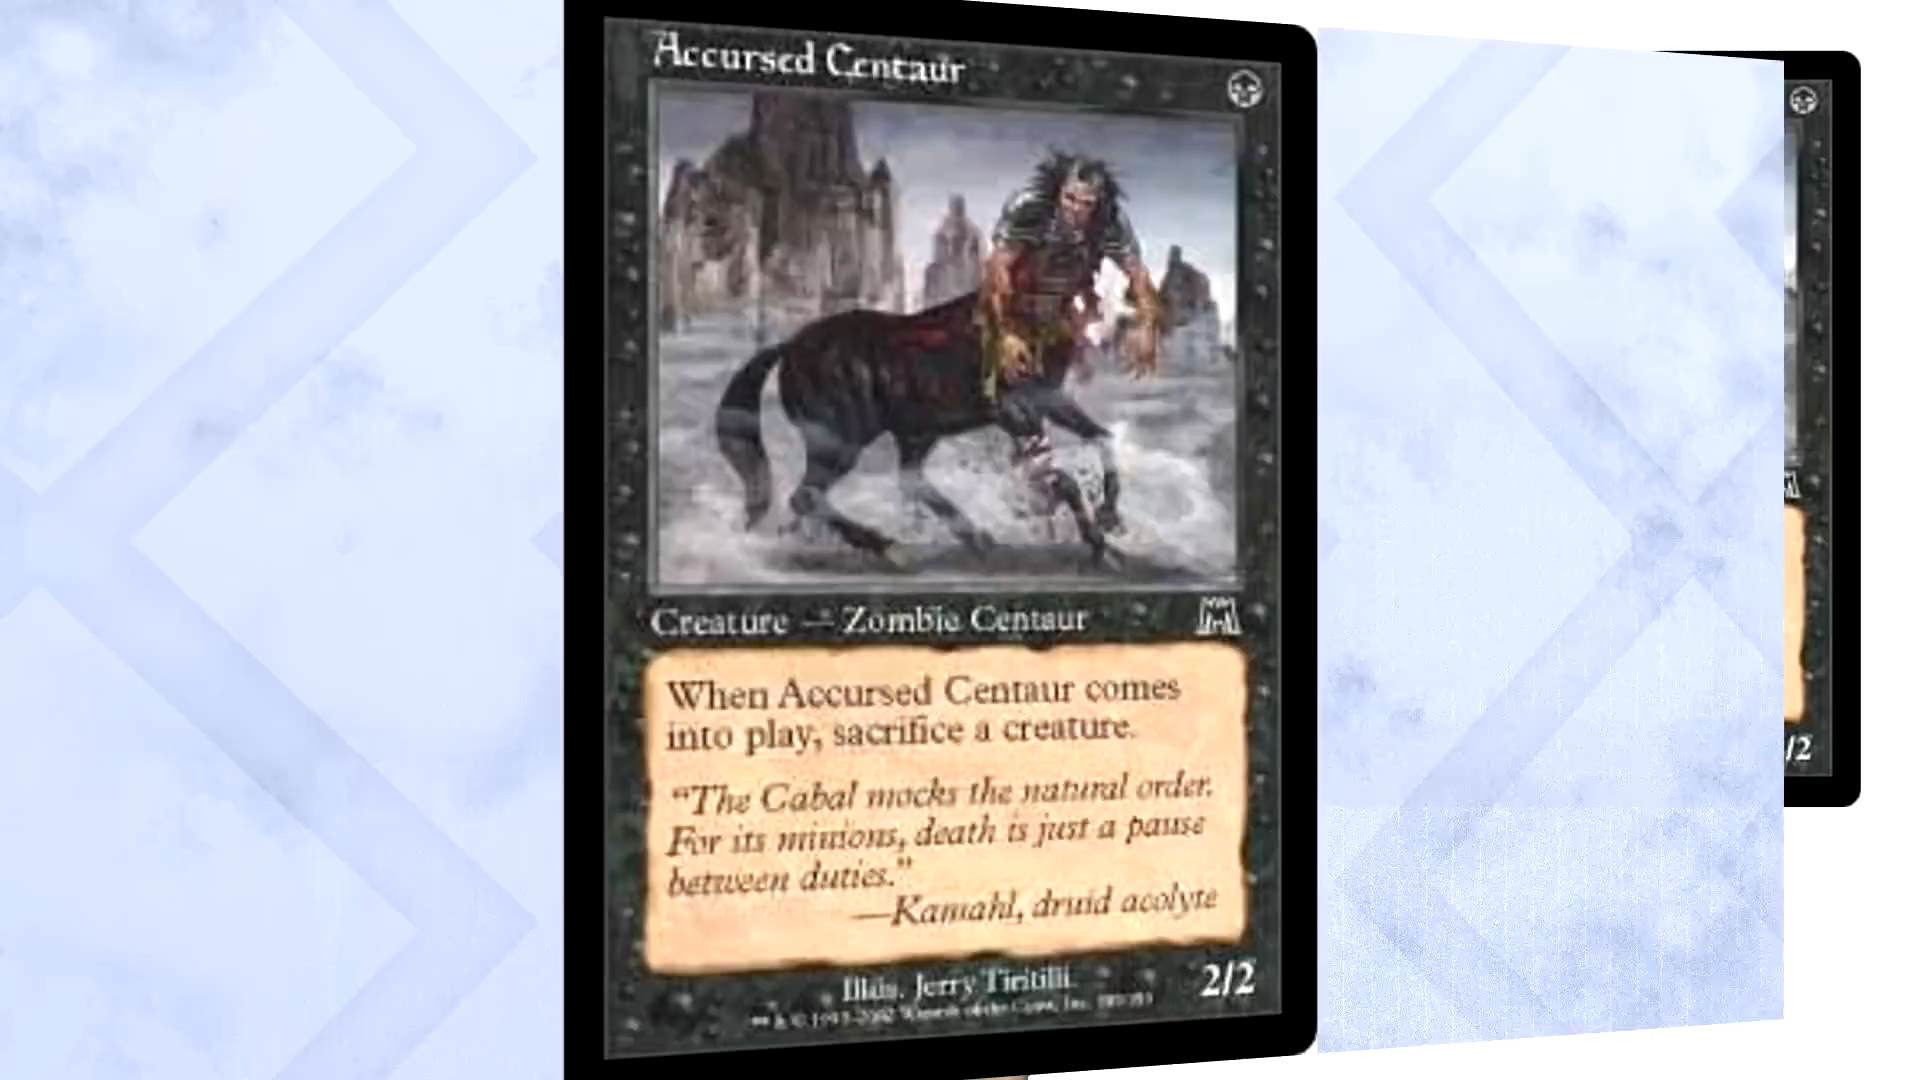 Accursed Centaur
Creature — Zombie Centaur
When Accursed Centaur comes
into play, sacrifice a creature.
"The Cabal mocks the natural order.
For its minions, death is just a pause
between duties."
—Kamahl, druid acolyte
Illus. Jerry Tiritilli
2/2
/2